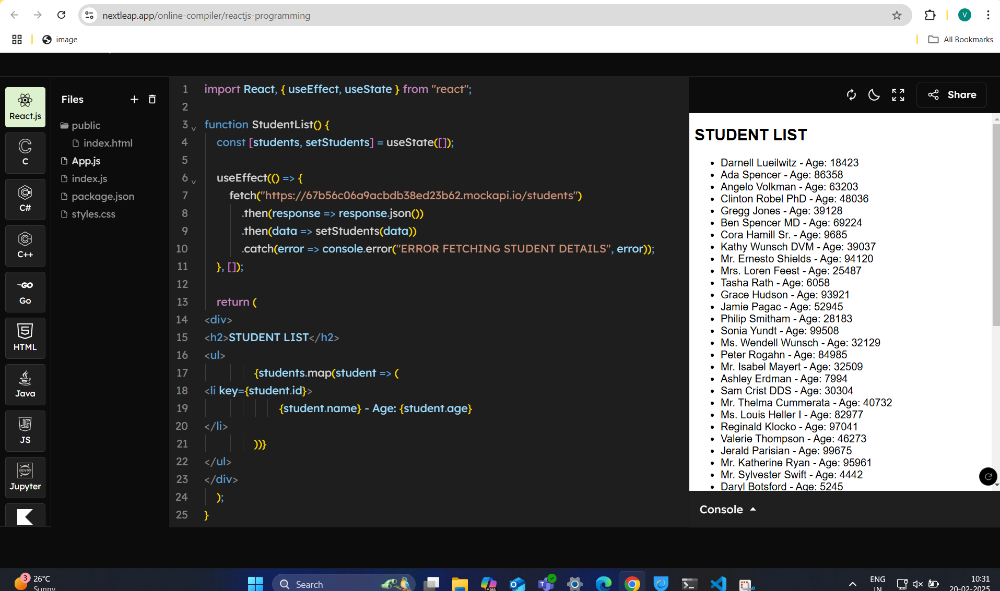 nextleap.app/online-compiler/reactjs-programming
V
image
All Bookmarks
React.js
C
C#
C++
GO
Go
HTML
Java
JS
Jupyter
Files
public
index.html
App.js
index.js
package.json
styles.css
1 import React, { useEffect, useState } from "react";
2
3 function StudentList() {
4 const [students, setStudents] = useState([]);
5
6 useEffect(() => {
7 fetch("https://67b56c06a9acbdb38ed23b62.mockapi.io/students")
8 .then(response => response.json())
9 .then(data => setStudents(data))
10 .catch(error => console.error("ERROR FETCHING STUDENT DETAILS", error));
11 }, []);
12
13 return (
14 <div>
15 <h2>STUDENT LIST</h2>
16 <ul>
17 {students.map(student => (
18 <li key={student.id}>
19 {student.name} - Age: {student.age}
20 </li>
21 ))}
22 </ul>
23 </div>
24 );
25 }
Share
STUDENT LIST
• Darnell Lueilwitz - Age: 18423
• Ada Spencer - Age: 86358
• Angelo Volkman - Age: 63203
• Clinton Robel PhD - Age: 48036
• Gregg Jones - Age: 39128
• Ben Spencer MD - Age: 69224
• Cora Hamill Sr. - Age: 9685
• Kathy Wunsch DVM - Age: 39037
• Mr. Ernesto Shields - Age: 94120
• Mrs. Loren Feest - Age: 25487
• Tasha Rath - Age: 6058
• Grace Hudson - Age: 93921
• Jamie Pagac - Age: 52945
• Philip Smitham - Age: 28183
• Sonia Yundt - Age: 99508
• Ms. Wendell Wunsch - Age: 32129
• Peter Rogahn - Age: 84985
• Mr. Isabel Mayert - Age: 32509
• Ashley Erdman - Age: 7994
• Sam Crist DDS - Age: 30304
• Mr. Thelma Cummerata - Age: 40732
• Ms. Louis Heller I - Age: 82977
• Reginald Klocko - Age: 97041
• Valerie Thompson - Age: 46273
• Jerald Parisian - Age: 99675
• Mr. Katherine Ryan - Age: 95961
• Mr. Sylvester Swift - Age: 4442
• Daryl Botsford - Age: 5245
Console
3
26°C
Sunny
Search
M365
ENG
IN
10:31
20-02-2025